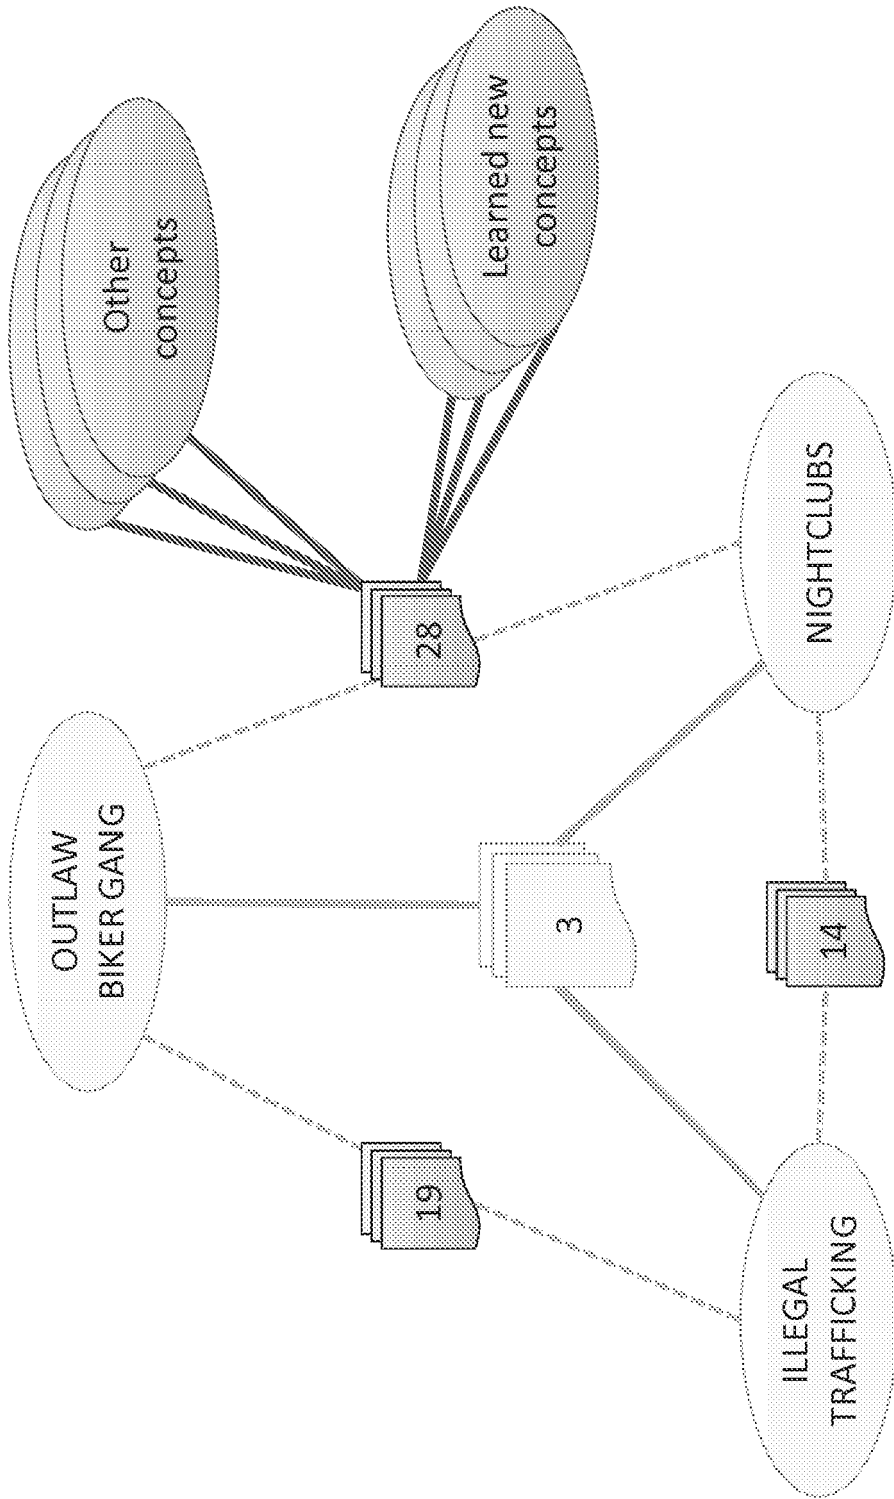 OUTLAW
BIKER GANG
Other
concepts
Learned new
concepts
19
28
3
14
ILLEGAL
TRAFFICKING
NIGHTCLUBS